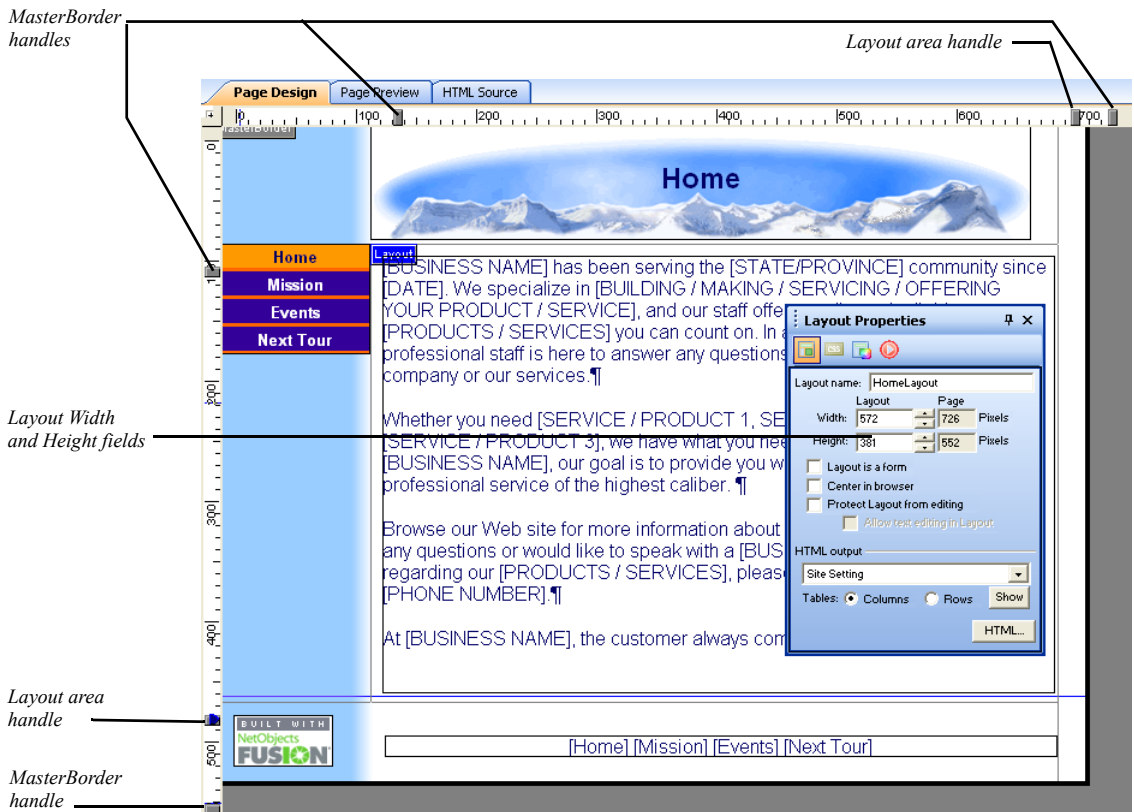 MasterBorder
handles
Layout area handle
Page Design
Page Preview
HTML Source
0 100 200 300 400 500 600 700
MasterBorder
Home
0
100
200
300
400
500
Home
Mission
Events
Next Tour
Layout
[BUSINESS NAME] has been serving the [STATE/PROVINCE] community since
[DATE]. We specialize in [BUILDING / MAKING / SERVICING / OFFERING
YOUR PRODUCT / SERVICE], and our staff offe
[PRODUCTS / SERVICES] you can count on. In a
professional staff is here to answer any questions
company or our services.¶
Whether you need [SERVICE / PRODUCT 1, SE
[SERVICE / PRODUCT 3], we have what you nee
[BUSINESS NAME], our goal is to provide you w
professional service of the highest caliber. ¶
Browse our Web site for more information about
any questions or would like to speak with a [BUS
regarding our [PRODUCTS / SERVICES], please
[PHONE NUMBER].¶
At [BUSINESS NAME], the customer always com
Layout Properties
CSS
Layout name: HomeLayout
Layout Page
Width: 572 726 Pixels
Height: 381 552 Pixels
Layout is a form
Center in browser
Protect Layout from editing
Allow text editing in Layout
HTML output
Site Setting
Tables: Columns Rows Show
HTML...
Layout Width
and Height fields
Layout area
handle
BUILT WITH
NetObjects
FUSION
[Home] [Mission] [Events] [Next Tour]
MasterBorder
handle